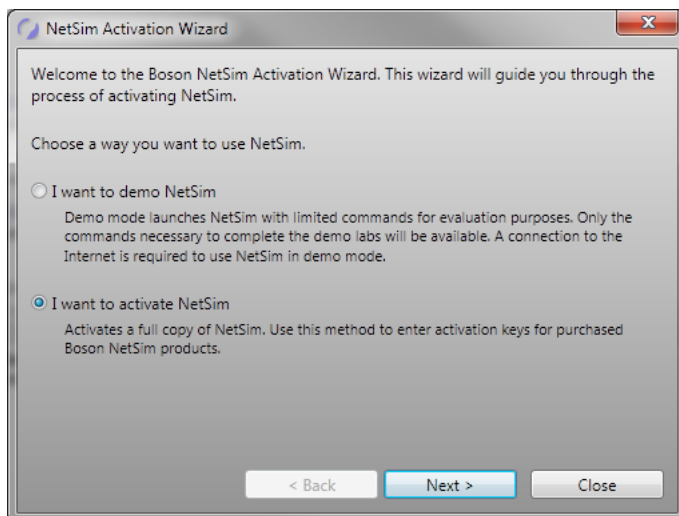 NetSim Activation Wizard
Welcome to the Boson NetSim Activation Wizard. This wizard will guide you through the
process of activating NetSim.
Choose a way you want to use NetSim.
I want to demo NetSim
Demo mode launches NetSim with limited commands for evaluation purposes. Only the
commands necessary to complete the demo labs will be available. A connection to the
Internet is required to use NetSim in demo mode.
I want to activate NetSim
Activates a full copy of NetSim. Use this method to enter activation keys for purchased
Boson NetSim products.
< Back Next > Close